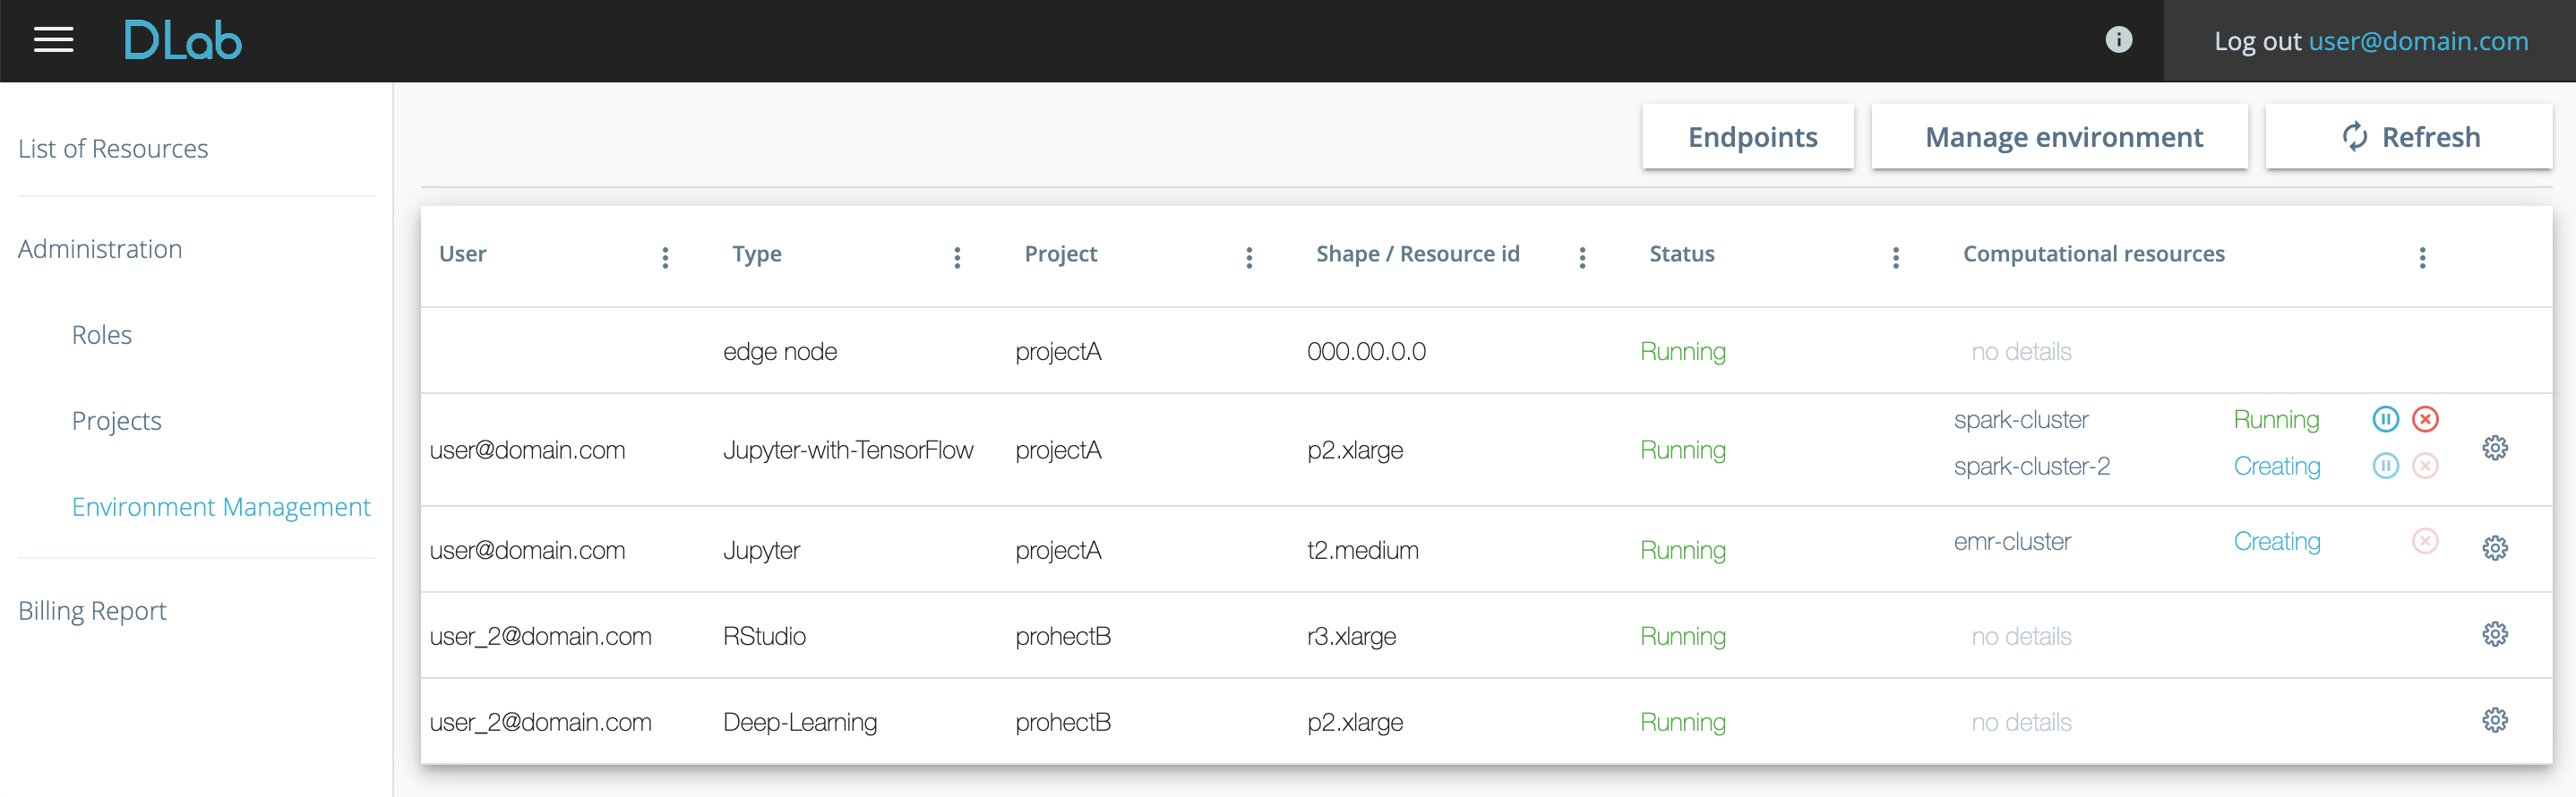 DLab
Log out user@domain.com
List of Resources
Administration
Roles
Projects
Environment Management
Billing Report
Endpoints
Manage environment
Refresh
User Type Project Shape / Resource id Status Computational resources
edge node projectA 000.00.0.0 Running no details
user@domain.com Jupyter-with-TensorFlow projectA p2.xlarge Running
spark-cluster Running
spark-cluster-2 Creating
user@domain.com Jupyter projectA t2.medium Running emr-cluster Creating
user_2@domain.com RStudio prohectB r3.xlarge Running no details
user_2@domain.com Deep-Learning prohectB p2.xlarge Running no details